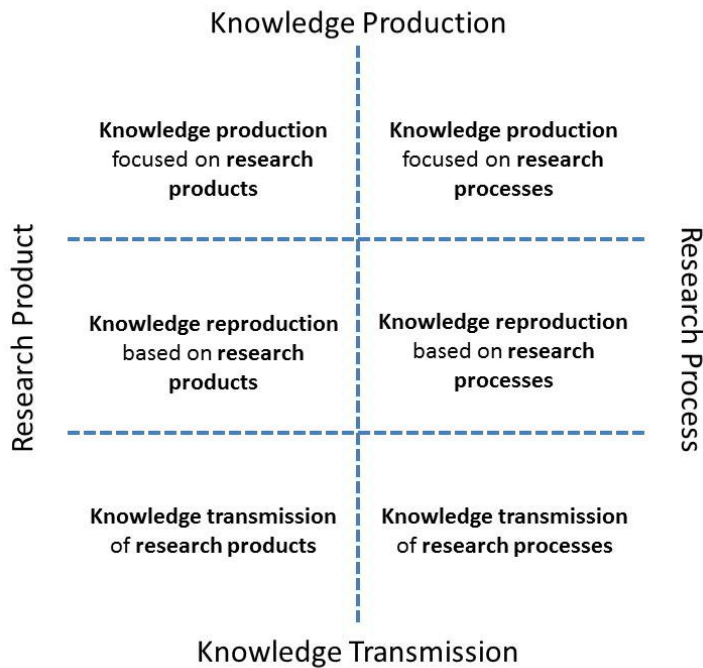 Knowledge Production
Knowledge production
focused on research
products
Knowledge production
focused on research
processes
Research Product
Research Process
Knowledge reproduction
based on research
products
Knowledge reproduction
based on research
processes
Knowledge transmission
of research products
Knowledge transmission
of research processes
Knowledge Transmission